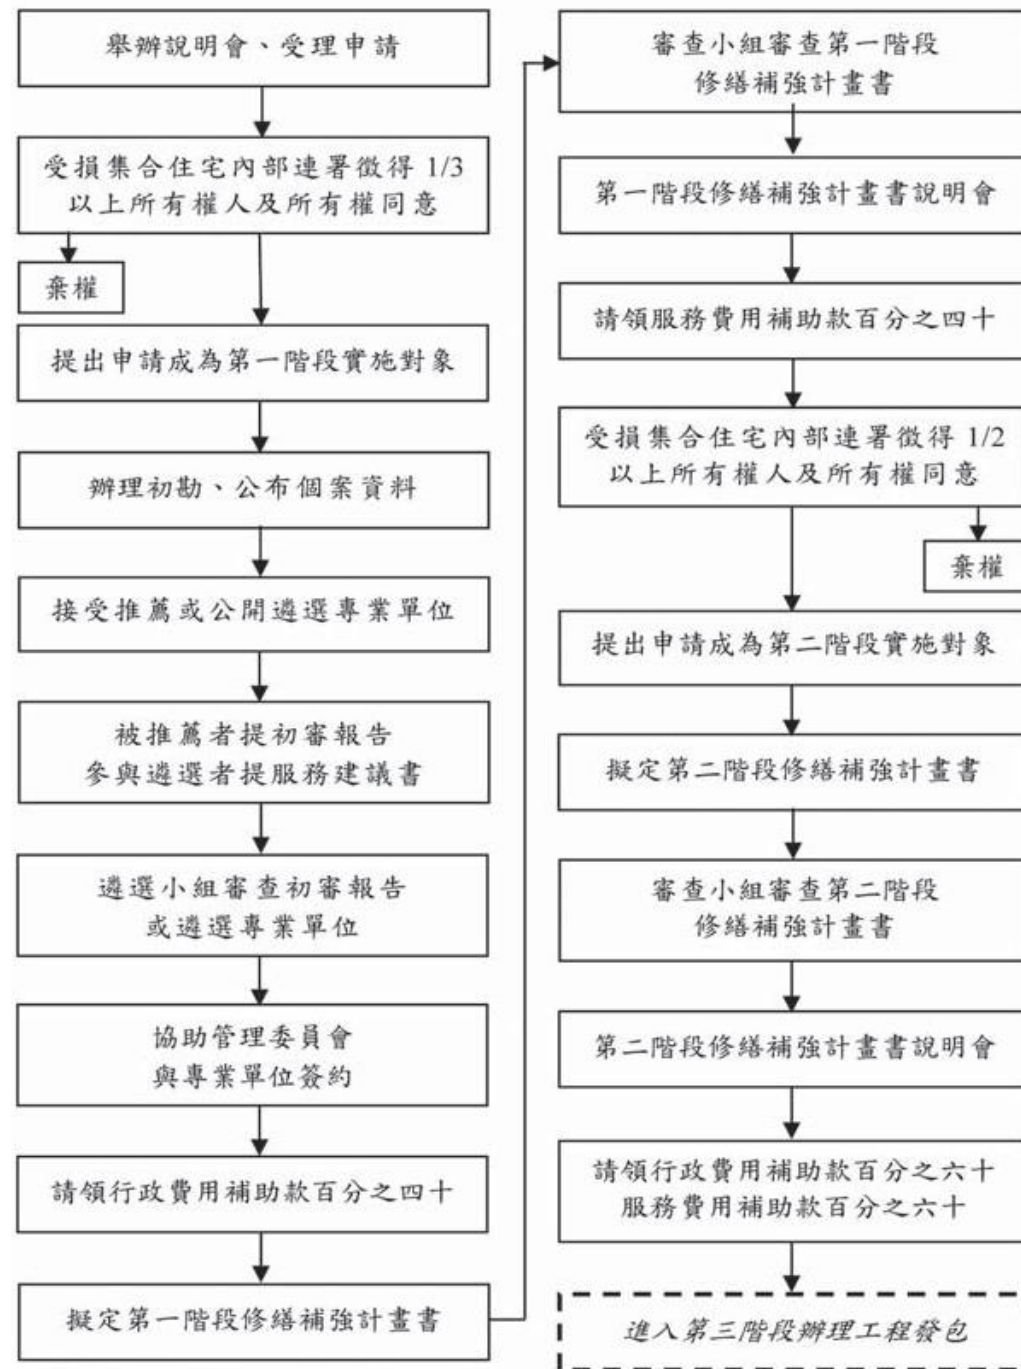 舉辦說明會、受理申請
受損集合住宅內部連署徵得 1/3
以上所有權人及所有權同意
棄權
提出申請成為第一階段實施對象
辦理初勘、公布個案資料
接受推薦或公開遴選專業單位
被推薦者提初審報告
參與遴選者提服務建議書
遴選小組審查初審報告
或遴選專業單位
協助管理委員會
與專業單位簽約
請領行政費用補助款百分之四十
擬定第一階段修繕補強計畫書
審查小組審查第一階段
修繕補強計畫書
第一階段修繕補強計畫書說明會
請領服務費用補助款百分之四十
受損集合住宅內部連署徵得 1/2
以上所有權人及所有權同意
棄權
提出申請成為第二階段實施對象
擬定第二階段修繕補強計畫書
審查小組審查第二階段
修繕補強計畫書
第二階段修繕補強計畫書說明會
請領行政費用補助款百分之六十
服務費用補助款百分之六十
進入第三階段辦理工程發包